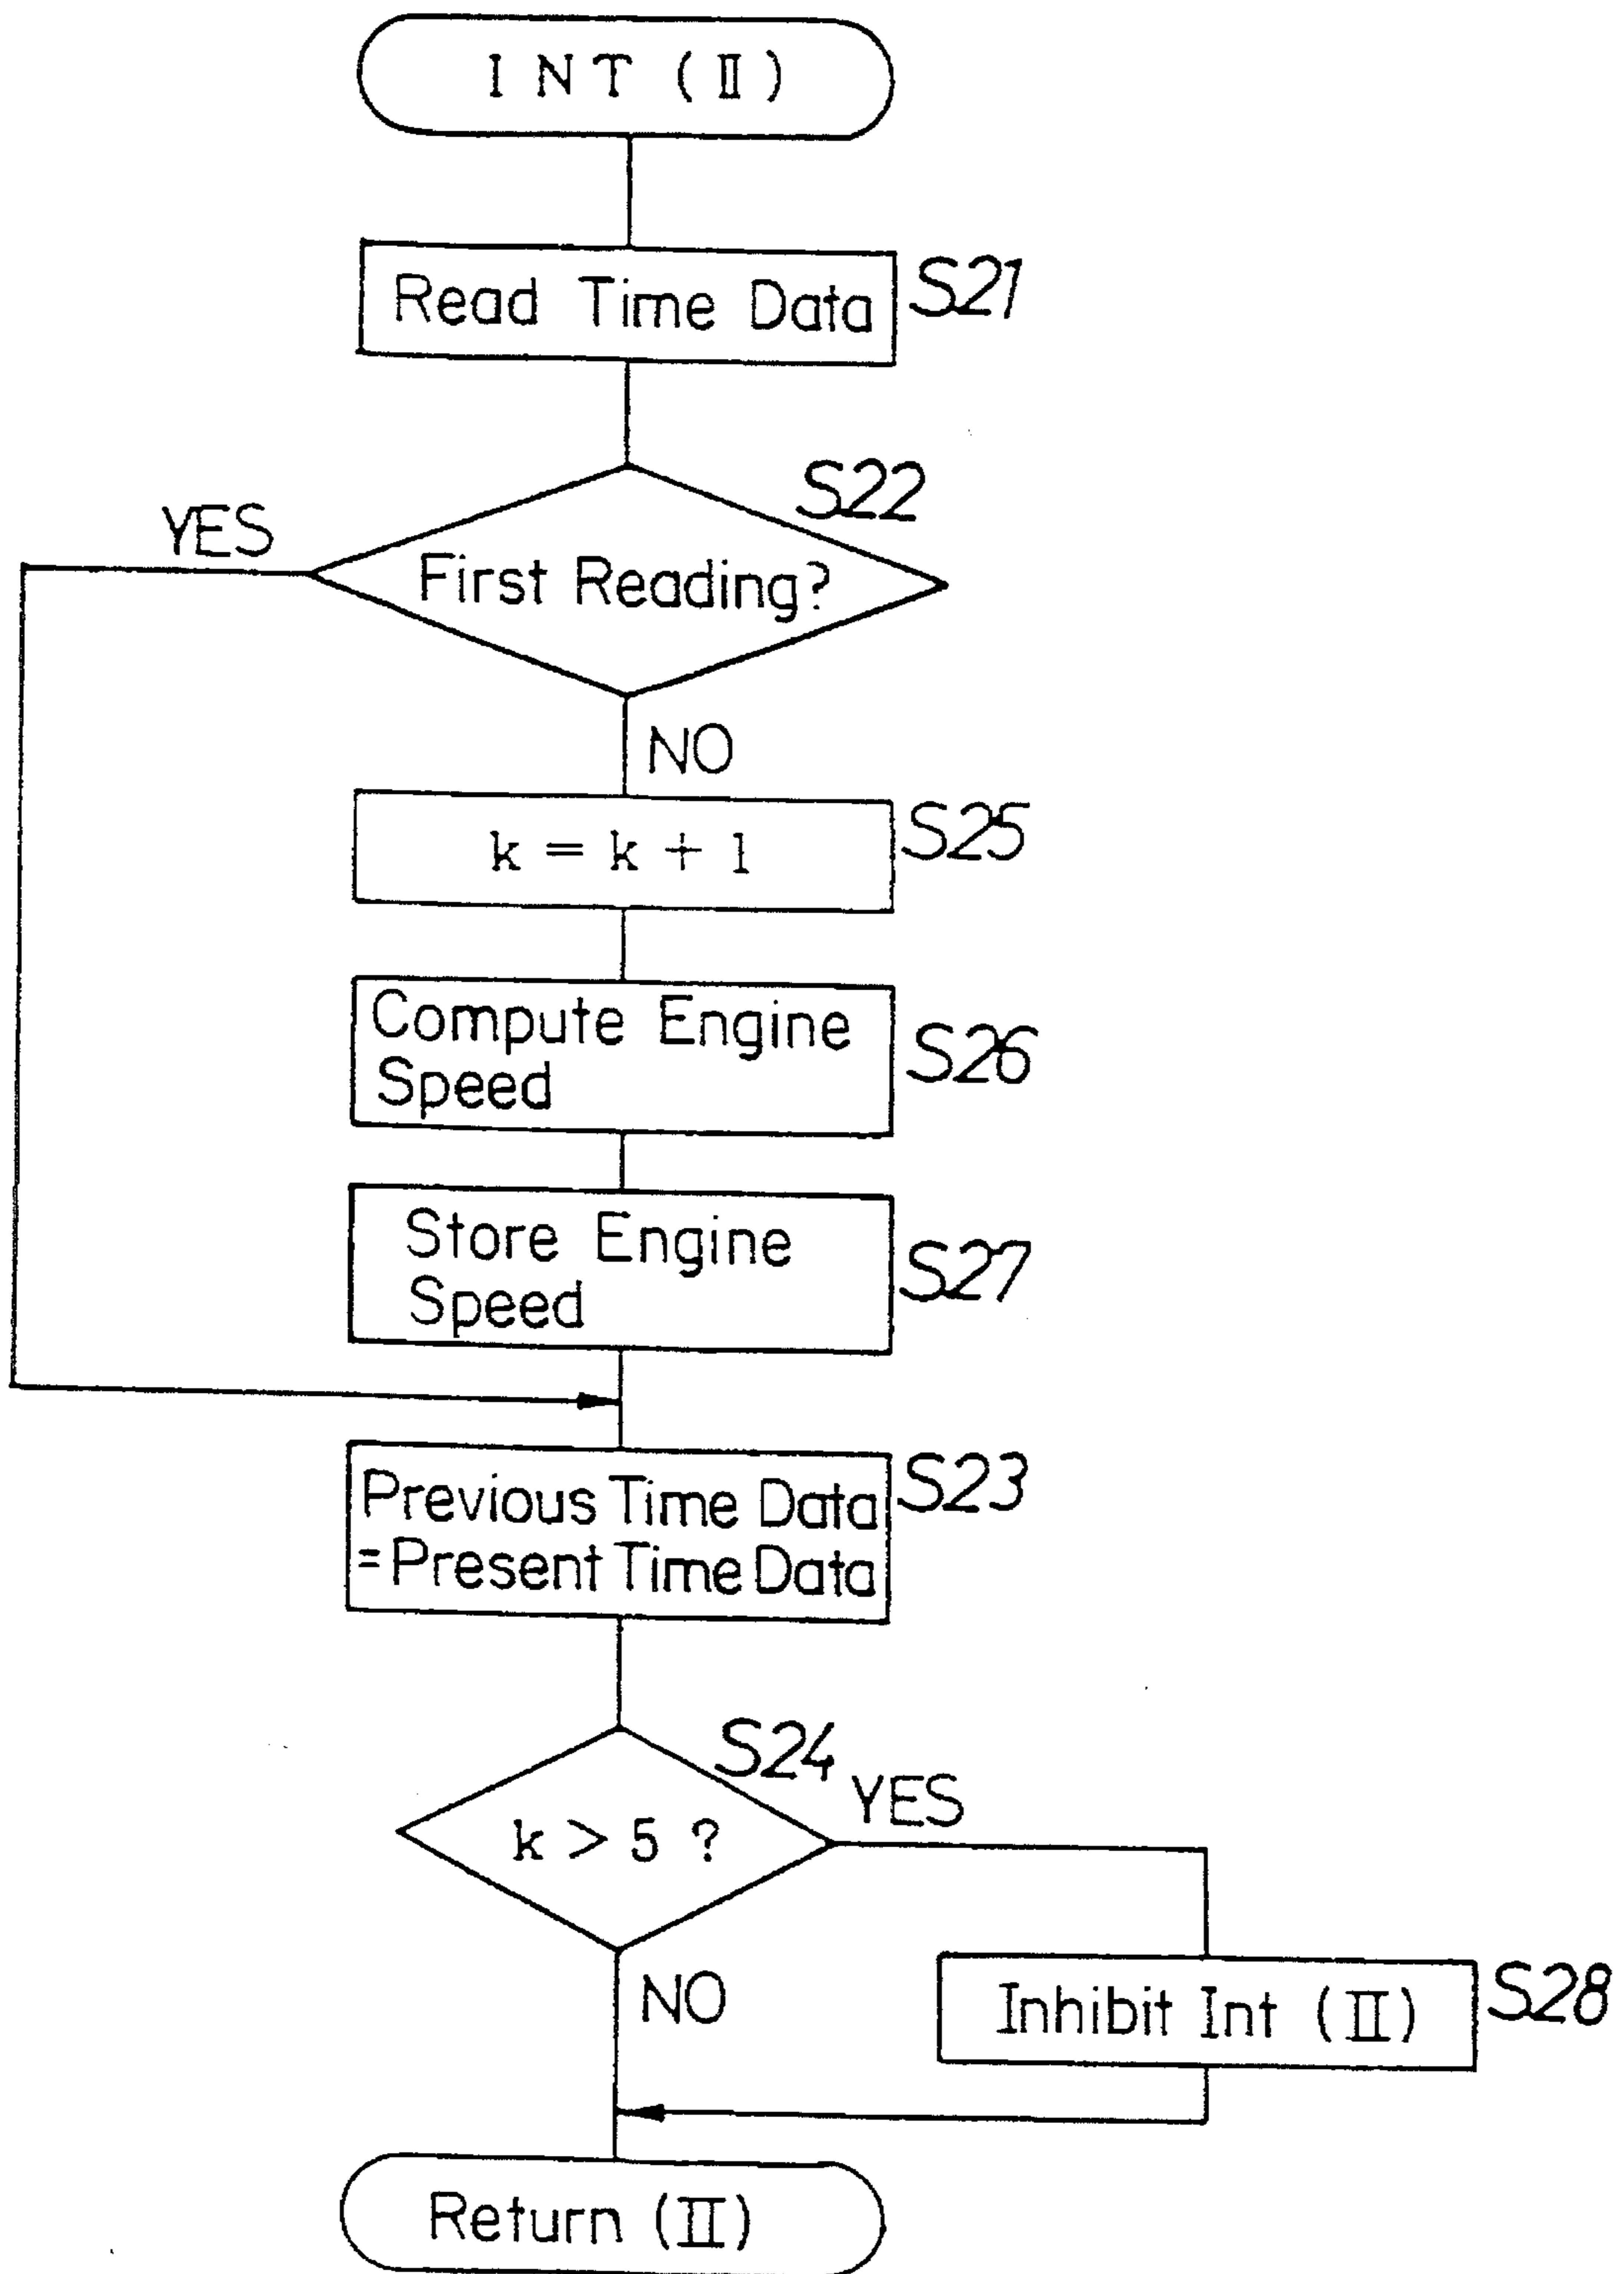 INT (II)
Read Time Data
S21
S22
YES
First Reading?
NO
k = k + 1
S25
Compute Engine
Speed
S26
Store Engine
Speed
S27
Previous Time Data
= Present Time Data
S23
S24
YES
k > 5 ?
NO
Inhibit Int (II)
S28
Return (II)